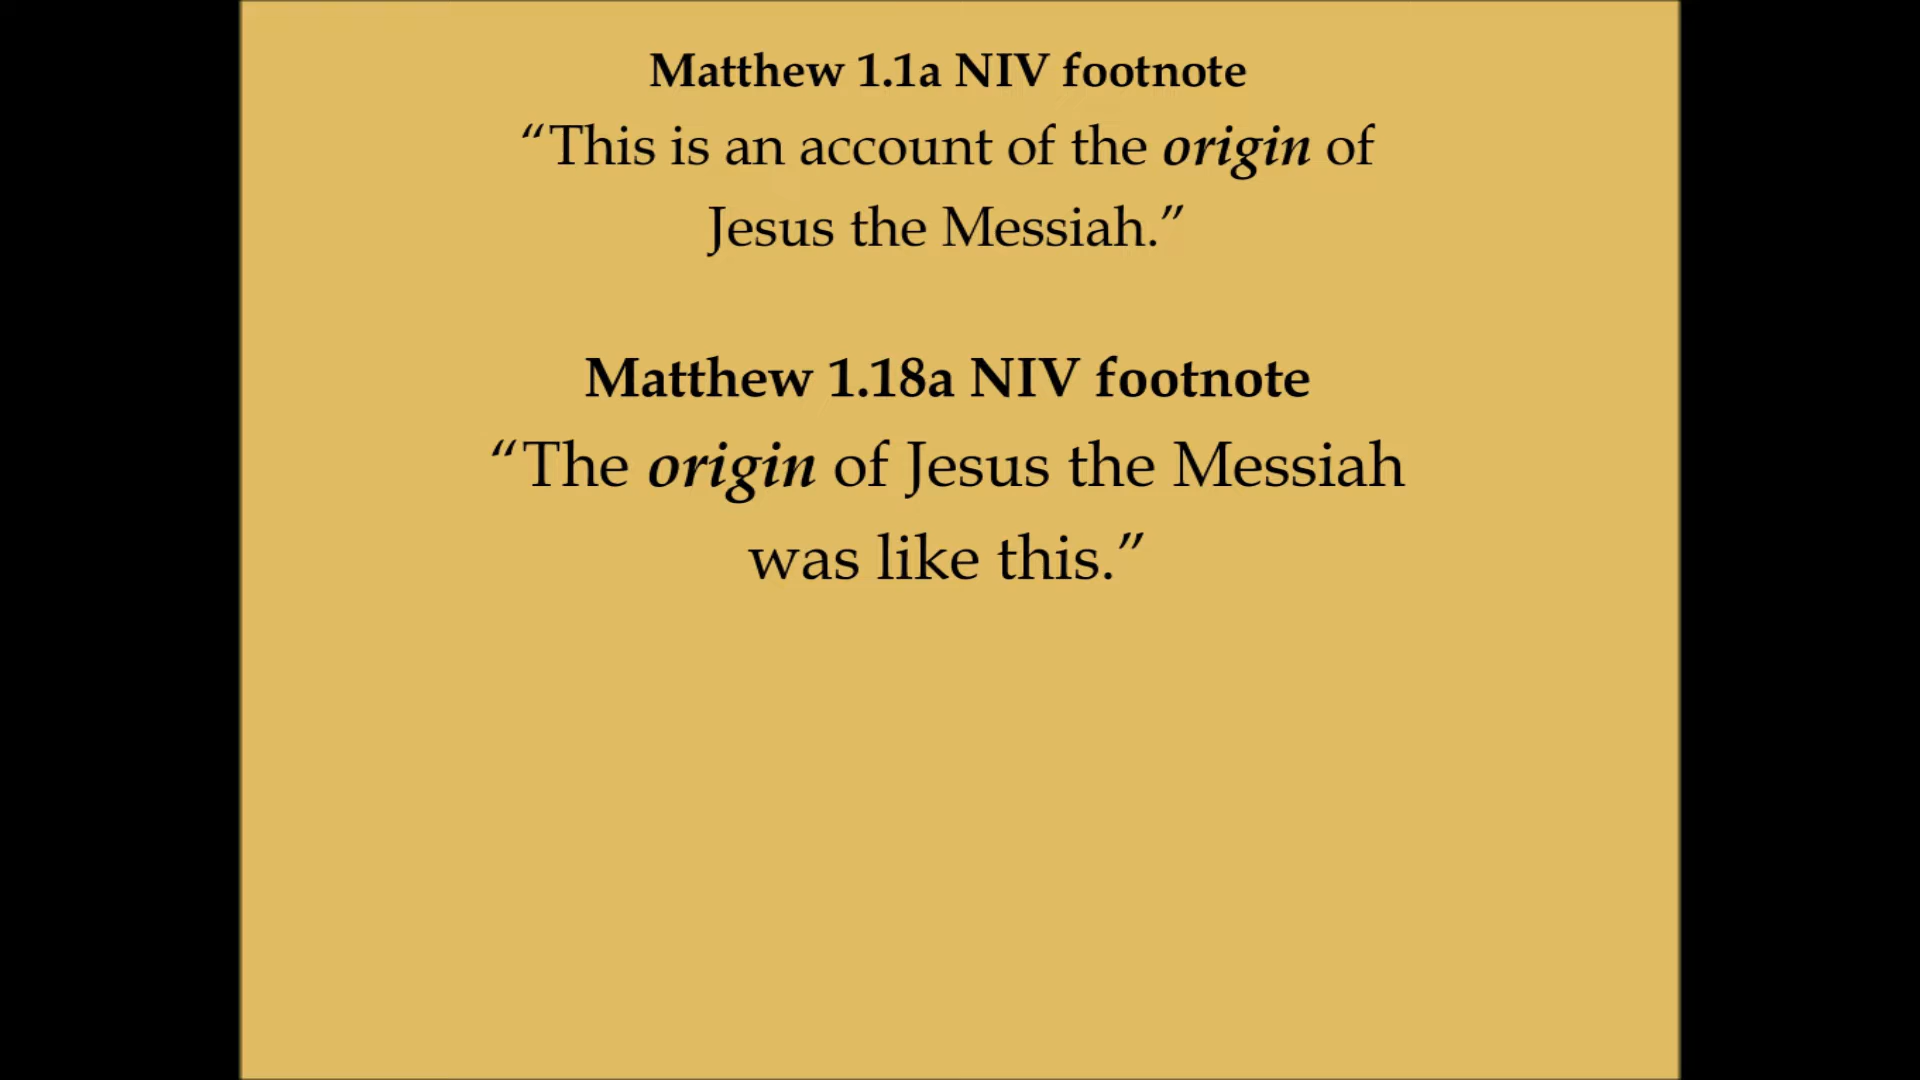 Matthew 1.1a NIV footnote
“This is an account of the origin of
Jesus the Messiah.”
Matthew 1.18a NIV footnote
“The origin of Jesus the Messiah
was like this.”